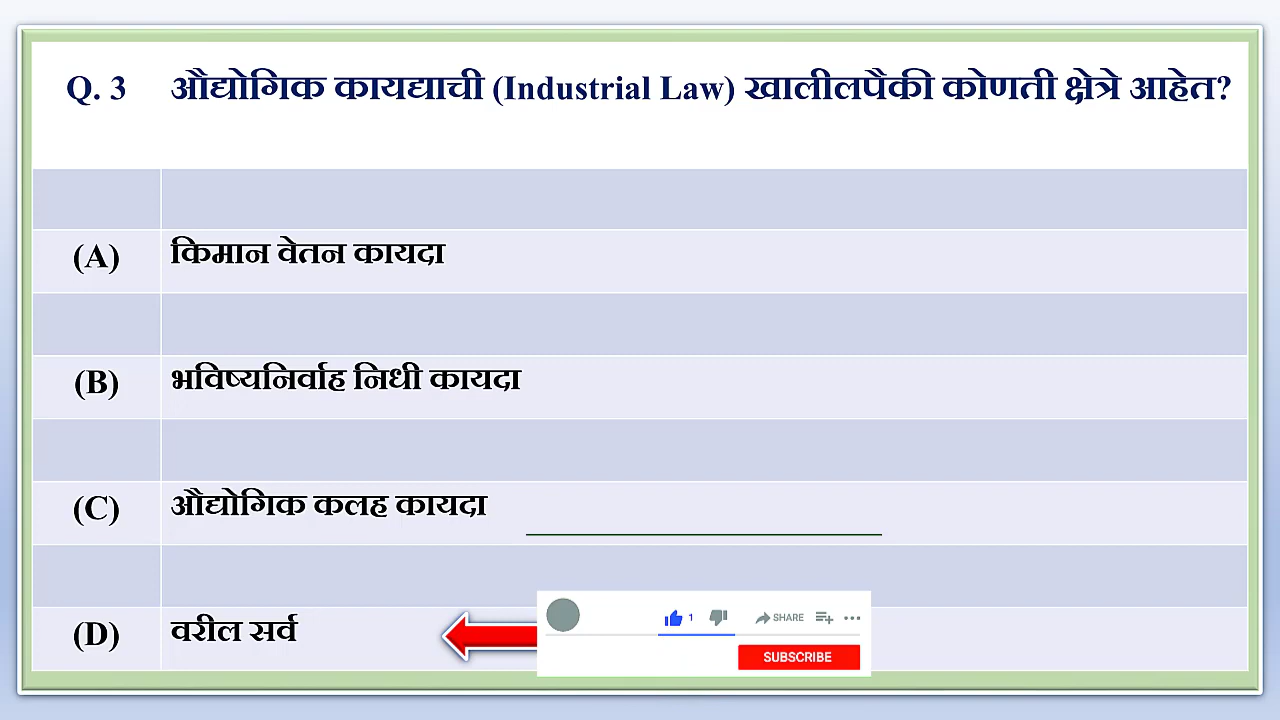 Q. 3 औद्योगिक कायद्याची (Industrial Law) खालीलपैकी कोणती क्षेत्रे आहेत?
(A) किमान वेतन कायदा
(B) भविष्यनिर्वाह निधी कायदा
(C) औद्योगिक कलह कायदा
(D) वरील सर्व
1 SHARE
SUBSCRIBE